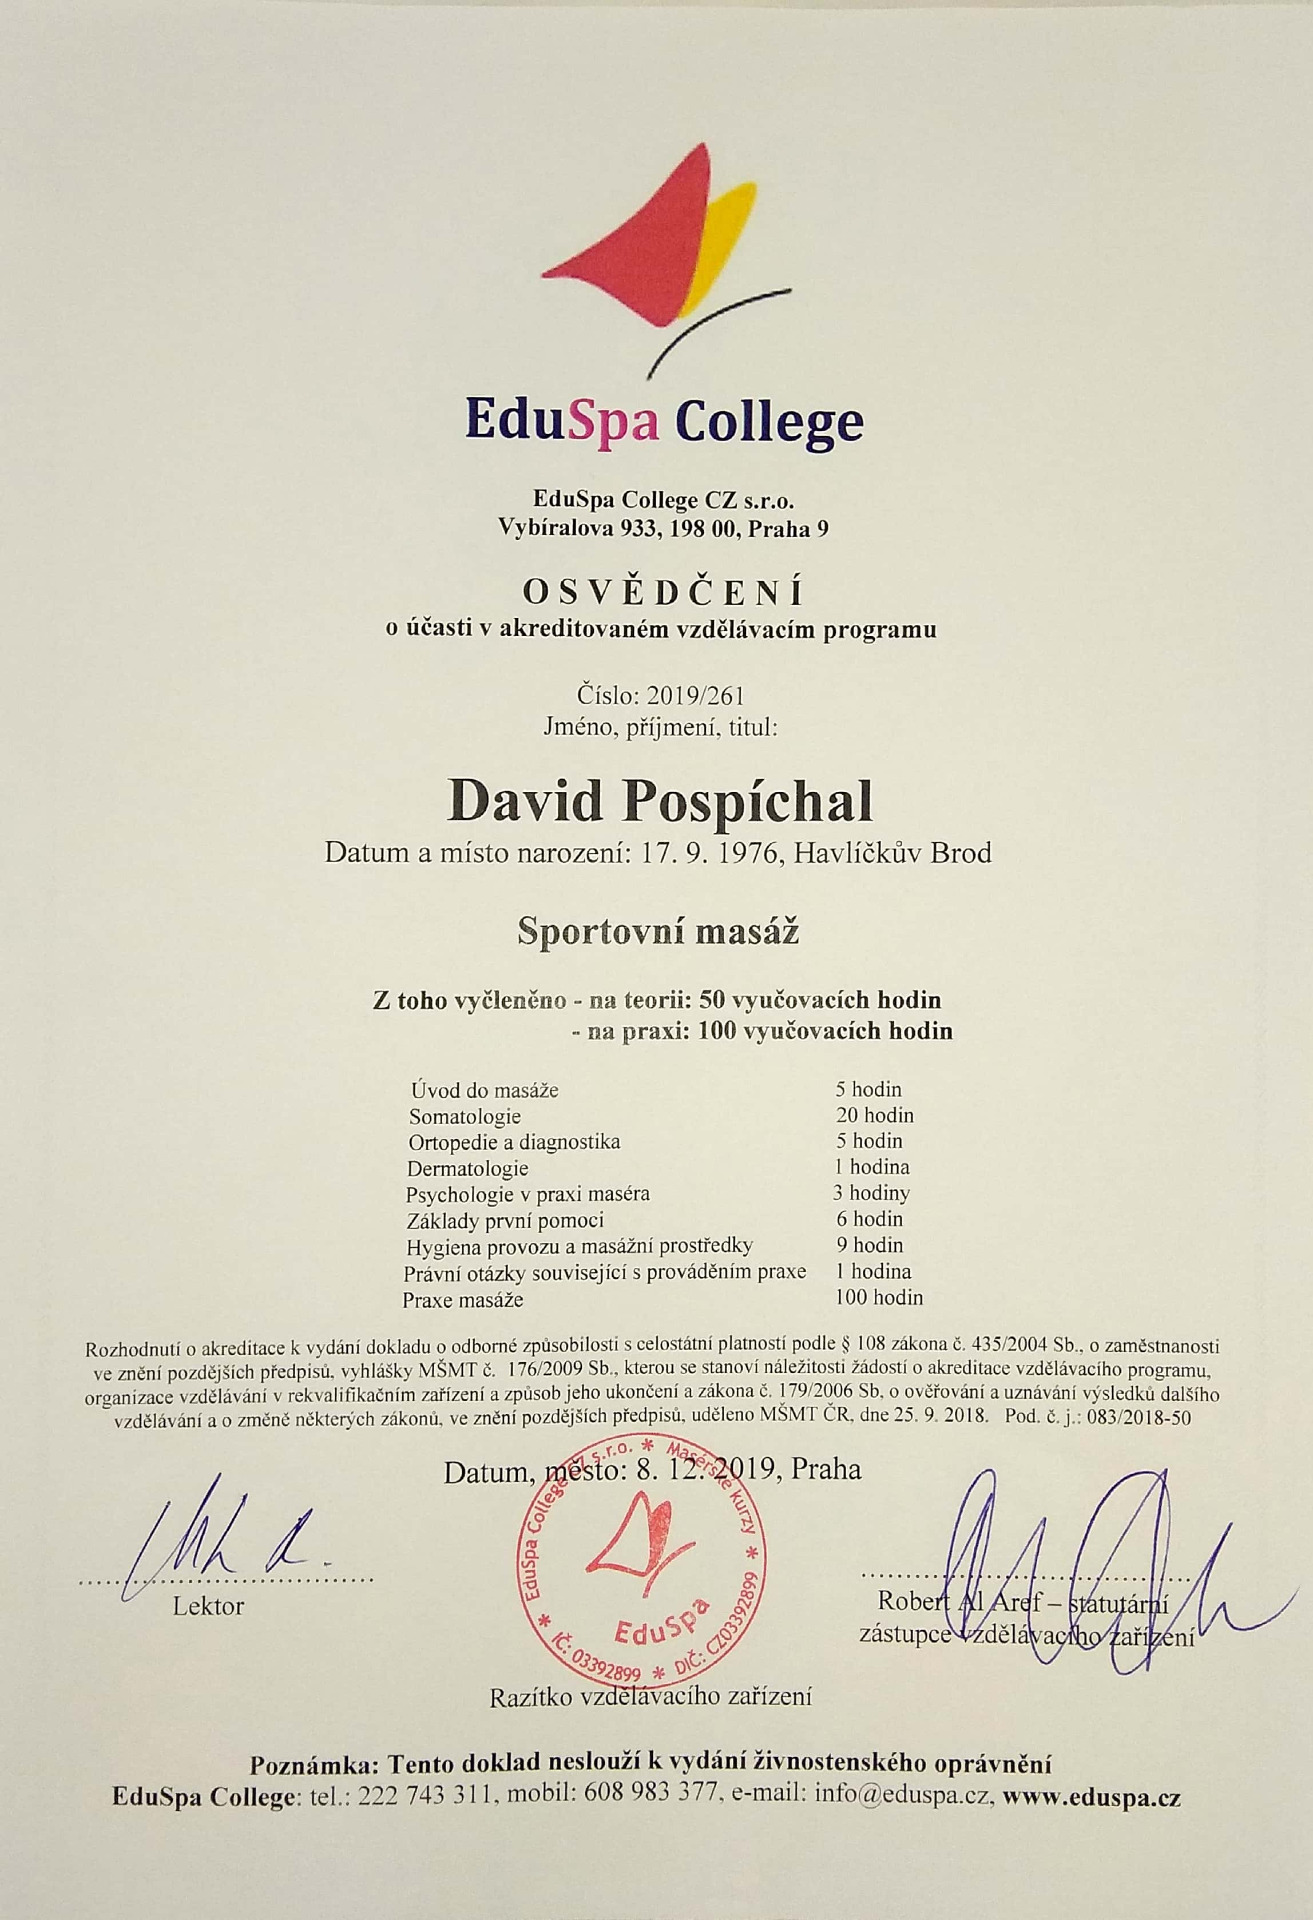 EduSpa College
EduSpa College CZ s.r.o.
Vybíralova 933, 198 00, Praha 9
OSVĚDČENÍ
o účasti v akreditovaném vzdělávacím programu
Číslo: 2019/261
Jméno, příjmení, titul:
David Pospíchal
Datum a místo narození: 17. 9. 1976, Havlíčkův Brod
Sportovní masáž
Z toho vyčleněno - na teorii: 50 vyučovacích hodin
- na praxi: 100 vyučovacích hodin
Úvod do masáže 5 hodin
Somatologie 20 hodin
Ortopedie a diagnostika 5 hodin
Dermatologie 1 hodina
Psychologie v praxi maséra 3 hodiny
Základy první pomoci 6 hodin
Hygiena provozu a masážní prostředky 9 hodin
Právní otázky související s prováděním praxe 1 hodina
Praxe masáže 100 hodin
Rozhodnutí o akreditace k vydání dokladu o odborné způsobilosti s celostátní platností podle § 108 zákona č. 435/2004 Sb., o zaměstnanosti
ve znění pozdějších předpisů, vyhlášky MŠMT č. 176/2009 Sb., kterou se stanoví náležitosti žádostí o akreditace vzdělávacího programu,
organizace vzdělávání v rekvalifikačním zařízení a způsob jeho ukončení a zákona č. 179/2006 Sb, o ověřování a uznávání výsledků dalšího
vzdělávání a o změně některých zákonů, ve znění pozdějších předpisů, uděleno MŠMT ČR, dne 25. 9. 2018. Pod. č. j.: 083/2018-50
Datum, město: 8. 12. 2019, Praha
EduSpa College CZ s.r.o. * Masérské kurzy *
EduSpa
* IČ: 03392899 * DIČ: CZ03392899
Lektor
Robert Al Aref – statutární
zástupce vzdělávacího zařízení
Razítko vzdělávacího zařízení
Poznámka: Tento doklad neslouží k vydání živnostenského oprávnění
EduSpa College: tel.: 222 743 311, mobil: 608 983 377, e-mail: info@eduspa.cz, www.eduspa.cz